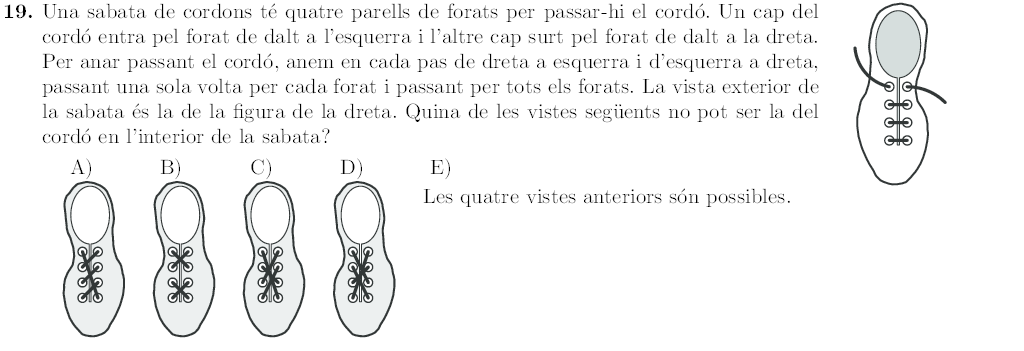 19. Una sabata de cordons té quatre parells de forats per passar-hi el cordó. Un cap del
cordó entra pel forat de dalt a l'esquerra i l'altre cap surt pel forat de dalt a la dreta.
Per anar passant el cordó, anem en cada pas de dreta a esquerra i d'esquerra a dreta,
passant una sola volta per cada forat i passant per tots els forats. La vista exterior de
la sabata és la de la figura de la dreta. Quina de les vistes següents no pot ser la del
cordó en l'interior de la sabata?
A) B) C) D) E)
Les quatre vistes anteriors són possibles.